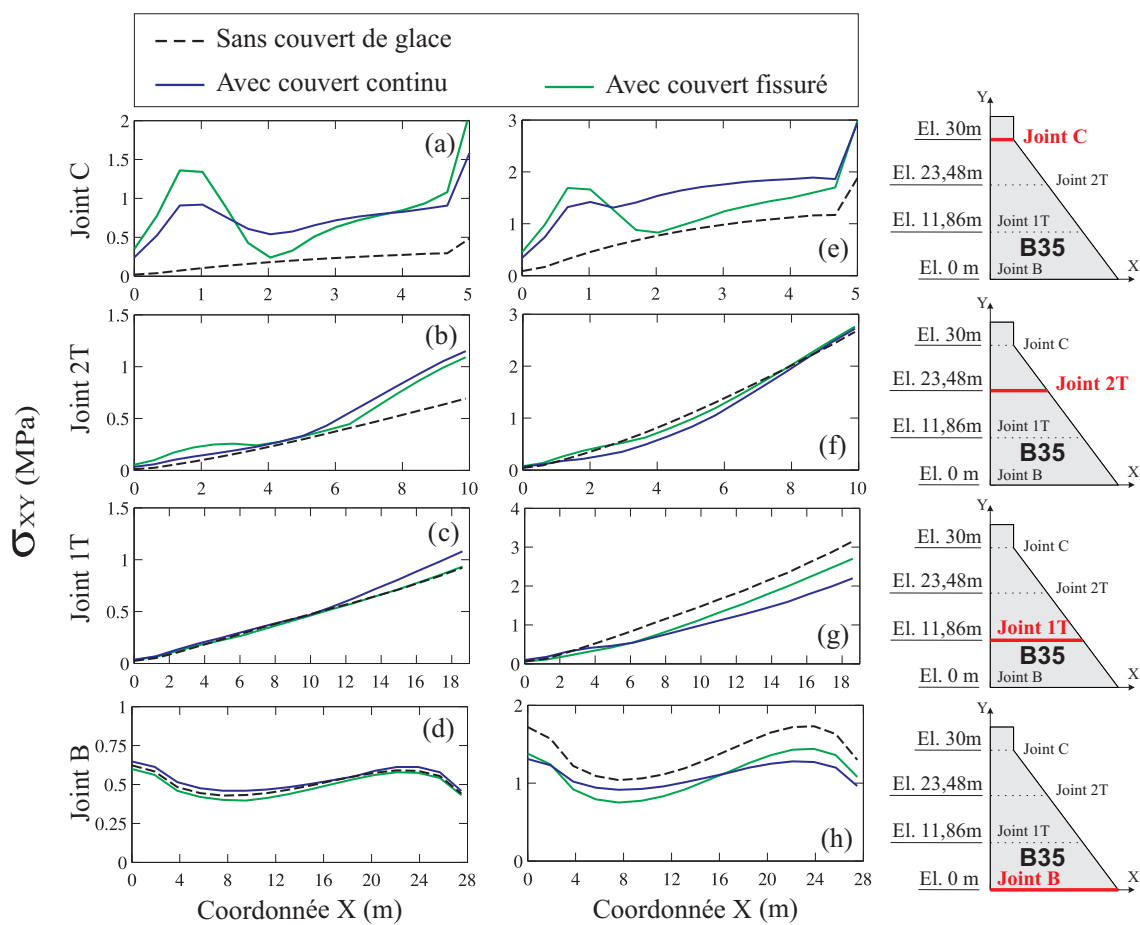 Sans couvert de glace
Avec couvert continu
Avec couvert fissuré
σXY (MPa)
Joint C
2
1.5
1
0.5
0
(a)
0 1 2 3 4 5
3
2
1
0
(e)
0 1 2 3 4 5
Joint 2T
1.5
1
0.5
0
(b)
0 2 4 6 8 10
3
2
1
0
(f)
0 2 4 6 8 10
Joint 1T
1.5
1
0.5
0
(c)
0 2 4 6 8 10 12 14 16 18
4
3
2
1
0
(g)
0 2 4 6 8 10 12 14 16 18
Joint B
1
0.75
0.5
0.25
0
(d)
0 4 8 12 16 20 24 28
Coordonnée X (m)
2
1
0
(h)
0 4 8 12 16 20 24 28
Coordonnée X (m)
Y
El. 30m
Joint C
El. 23,48m
Joint 2T
El. 11,86m
Joint 1T
B35
El. 0 m
Joint B
X
Y
El. 30m
Joint C
El. 23,48m
Joint 2T
El. 11,86m
Joint 1T
B35
El. 0 m
Joint B
X
Y
El. 30m
Joint C
El. 23,48m
Joint 2T
El. 11,86m
Joint 1T
B35
El. 0 m
Joint B
X
Y
El. 30m
Joint C
El. 23,48m
Joint 2T
El. 11,86m
Joint 1T
B35
El. 0 m
Joint B
X